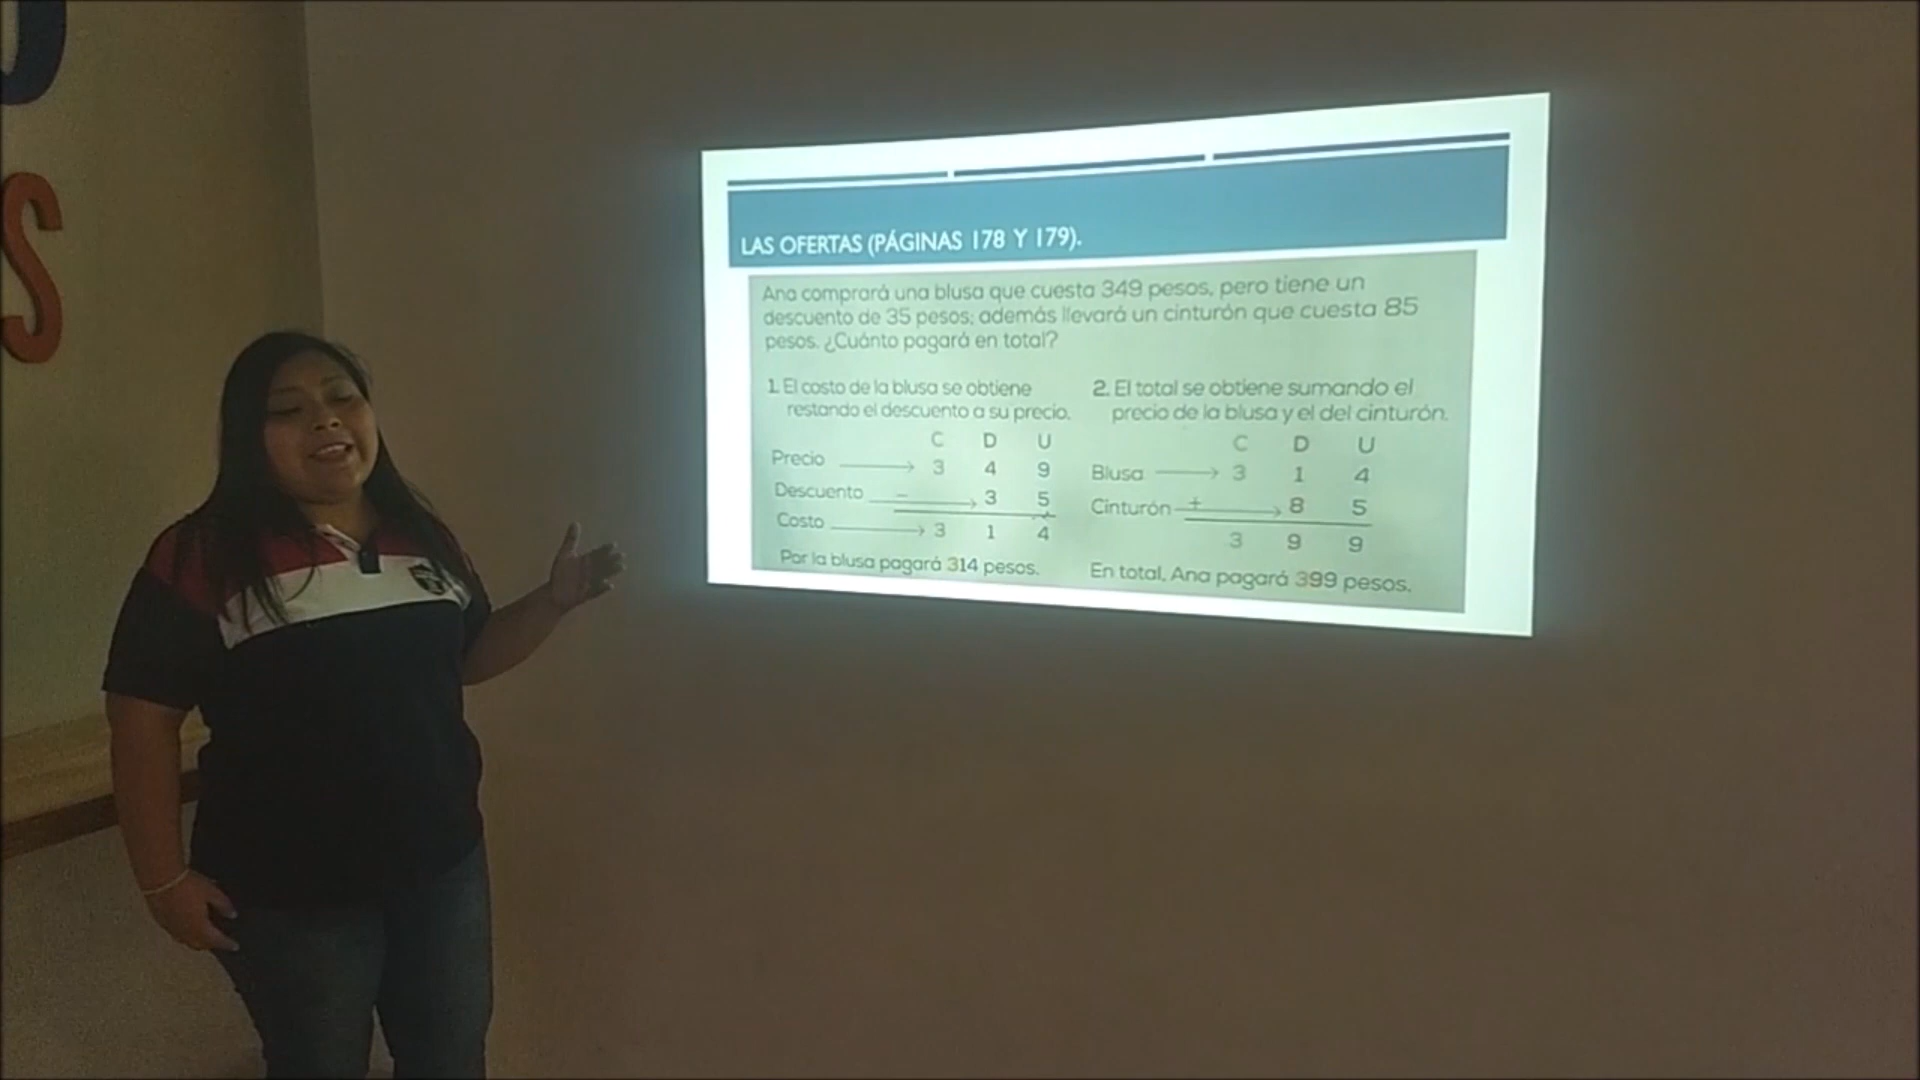 S
LAS OFERTAS (PÁGINAS 178 Y 179).
Ana comprará una blusa que cuesta 349 pesos, pero tiene un
descuento de 35 pesos; además llevará un cinturón que cuesta 85
pesos. ¿Cuánto pagará en total?
1. El costo de la blusa se obtiene
restando el descuento a su precio.
C D U
Precio → 3 4 9
Descuento − → 3 5
Costo → 3 1 4
Por la blusa pagará 314 pesos.
2. El total se obtiene sumando el
precio de la blusa y el del cinturón.
C D U
Blusa → 3 1 4
Cinturón + → 8 5
3 9 9
En total, Ana pagará 399 pesos.